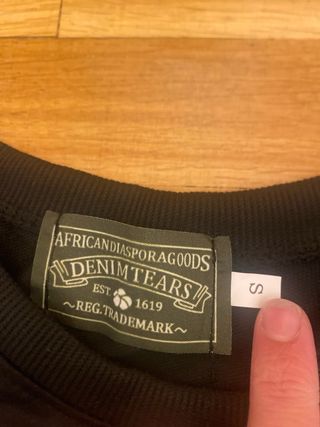 AFRICANDIASPORAGOODS
DENIMTEARS
EST. 1619
~REG.TRADEMARK~
S